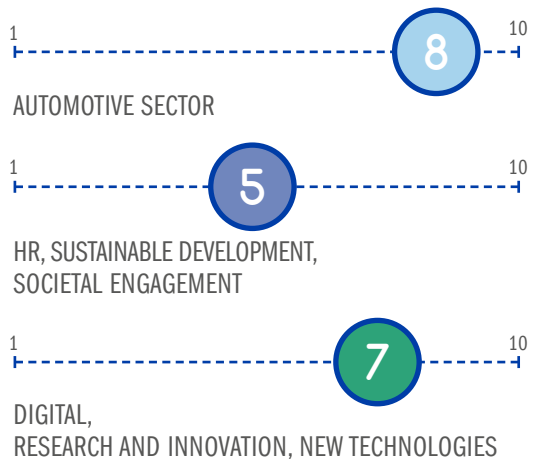 1 8 10
AUTOMOTIVE SECTOR
1 5 10
HR, SUSTAINABLE DEVELOPMENT,
SOCIETAL ENGAGEMENT
1 7 10
DIGITAL,
RESEARCH AND INNOVATION, NEW TECHNOLOGIES